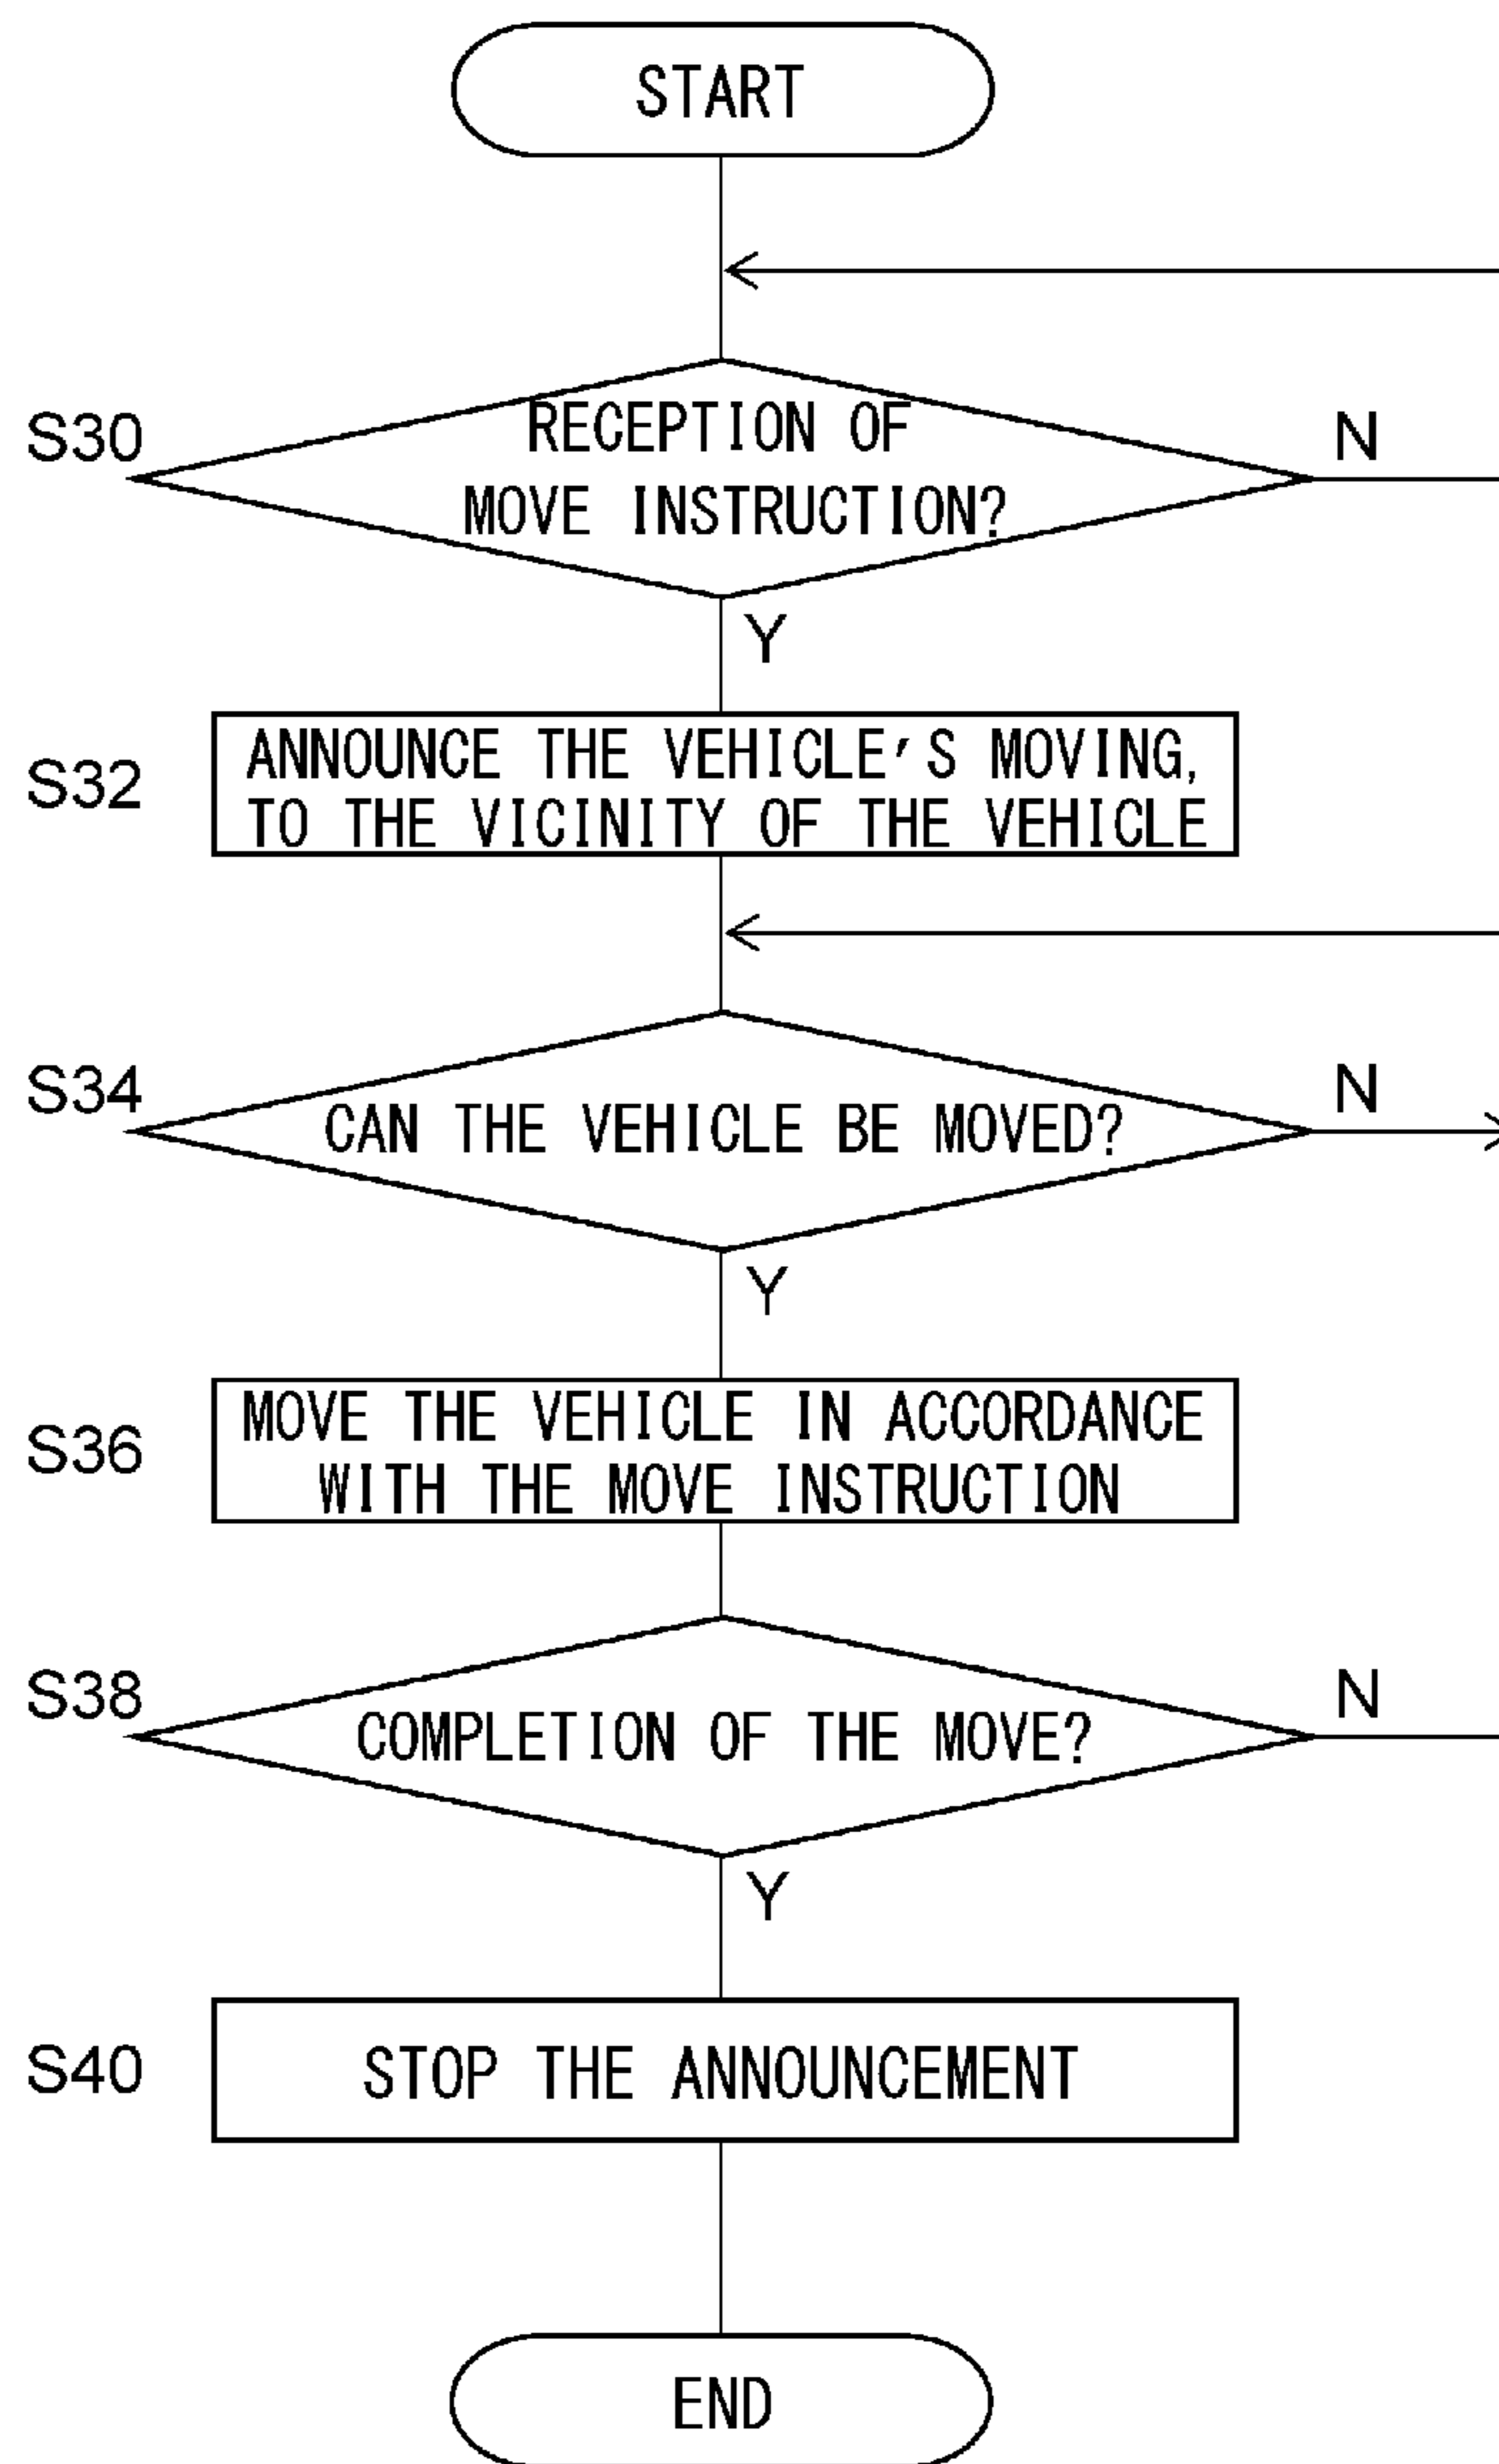 START
S30
RECEPTION OF
MOVE INSTRUCTION?
N
Y
S32
ANNOUNCE THE VEHICLE'S MOVING,
TO THE VICINITY OF THE VEHICLE
S34
CAN THE VEHICLE BE MOVED?
N
Y
S36
MOVE THE VEHICLE IN ACCORDANCE
WITH THE MOVE INSTRUCTION
S38
COMPLETION OF THE MOVE?
N
Y
S40
STOP THE ANNOUNCEMENT
END